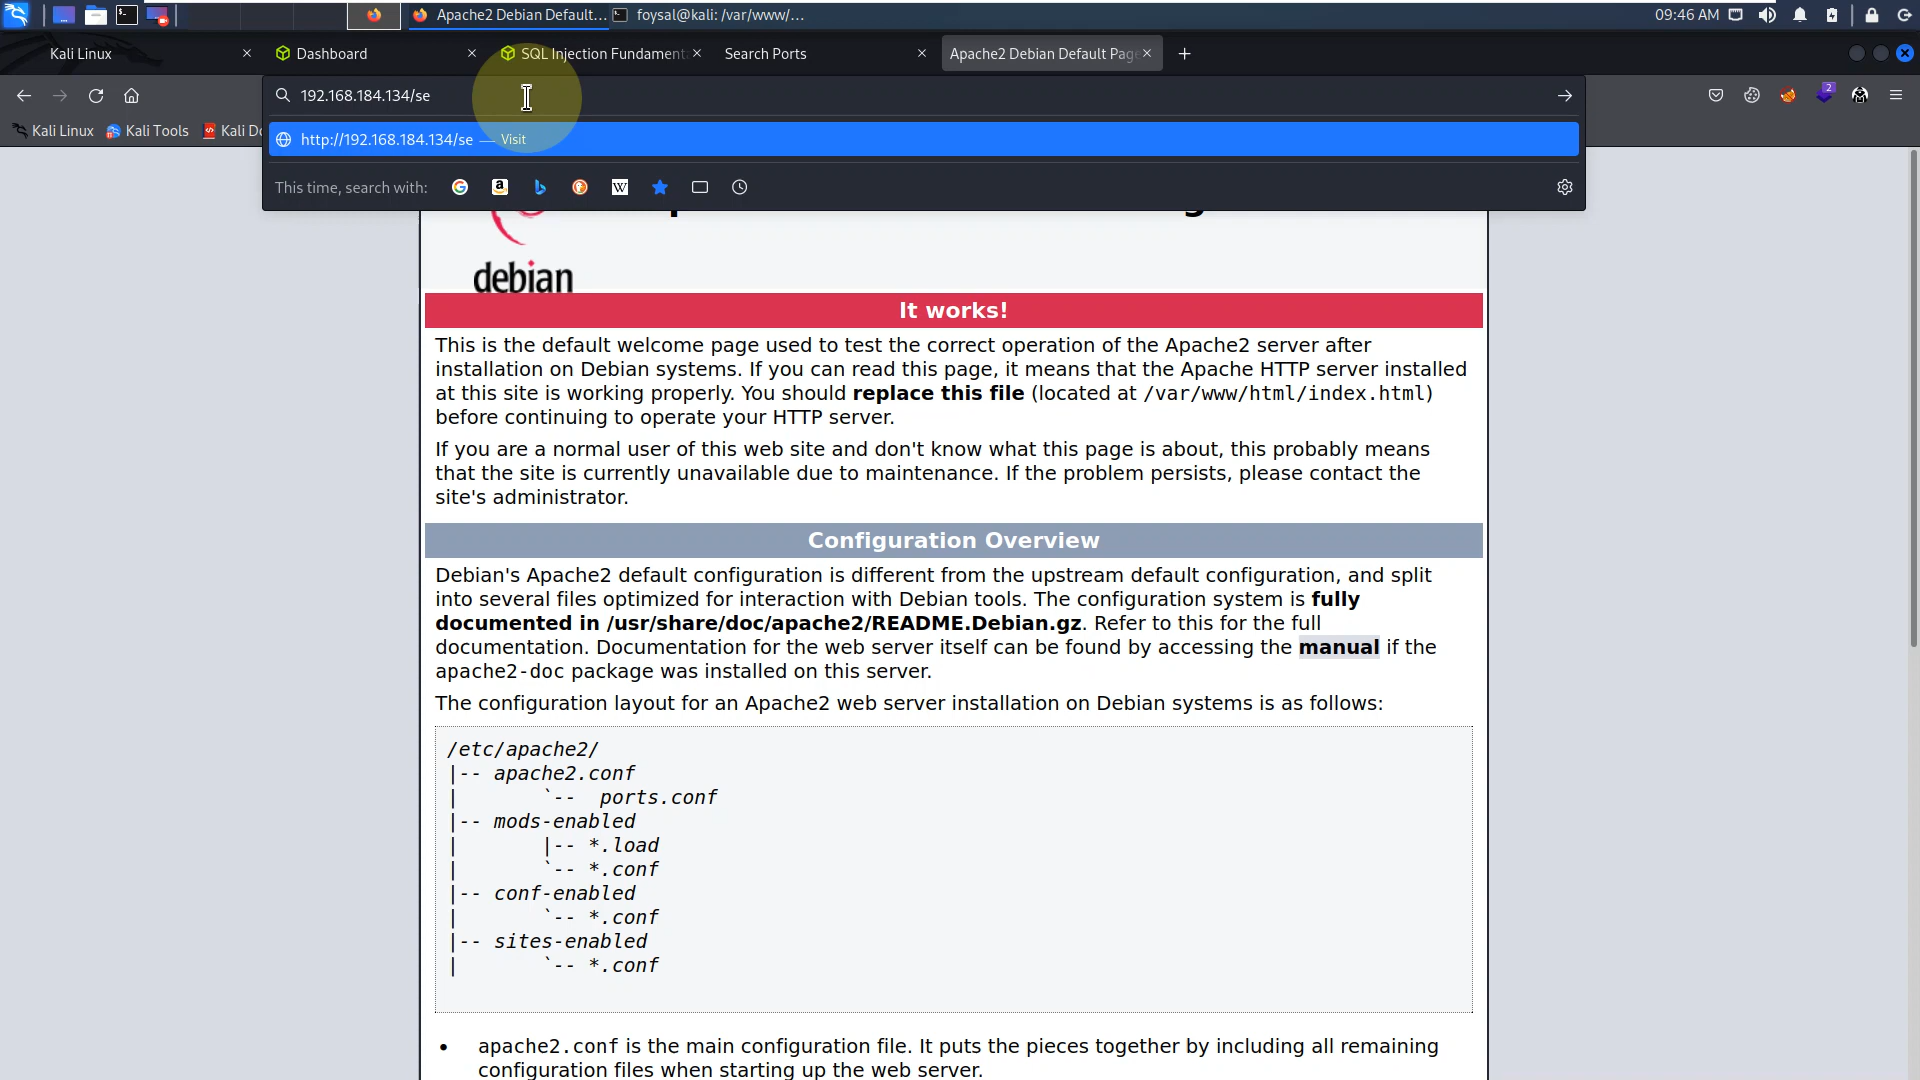 Apache2 Debian Default...
foysal@kali: /var/www/...
09:46 AM
Kali Linux
Dashboard
SQL Injection Fundament
Search Ports
Apache2 Debian Default Pag
192.168.184.134/se
2
Kali Linux
Kali Tools
Kali Do
http://192.168.184.134/se — Visit
This time, search with:
debian
It works!
This is the default welcome page used to test the correct operation of the Apache2 server after
installation on Debian systems. If you can read this page, it means that the Apache HTTP server installed
at this site is working properly. You should replace this file (located at /var/www/html/index.html)
before continuing to operate your HTTP server.
If you are a normal user of this web site and don't know what this page is about, this probably means
that the site is currently unavailable due to maintenance. If the problem persists, please contact the
site's administrator.
Configuration Overview
Debian's Apache2 default configuration is different from the upstream default configuration, and split
into several files optimized for interaction with Debian tools. The configuration system is fully
documented in /usr/share/doc/apache2/README.Debian.gz. Refer to this for the full
documentation. Documentation for the web server itself can be found by accessing the manual if the
apache2-doc package was installed on this server.
The configuration layout for an Apache2 web server installation on Debian systems is as follows:
/etc/apache2/
|-- apache2.conf
|       `--  ports.conf
|-- mods-enabled
|       |-- *.load
|       `-- *.conf
|-- conf-enabled
|       `-- *.conf
|-- sites-enabled
|       `-- *.conf
• apache2.conf is the main configuration file. It puts the pieces together by including all remaining
configuration files when starting up the web server.